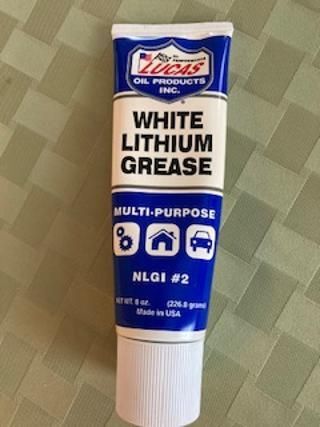 LUCAS
OIL PRODUCTS
INC.
WHITE
LITHIUM
GREASE
MULTI-PURPOSE
NLGI #2
NET WT. 8 oz. (226.8 grams)
Made in USA